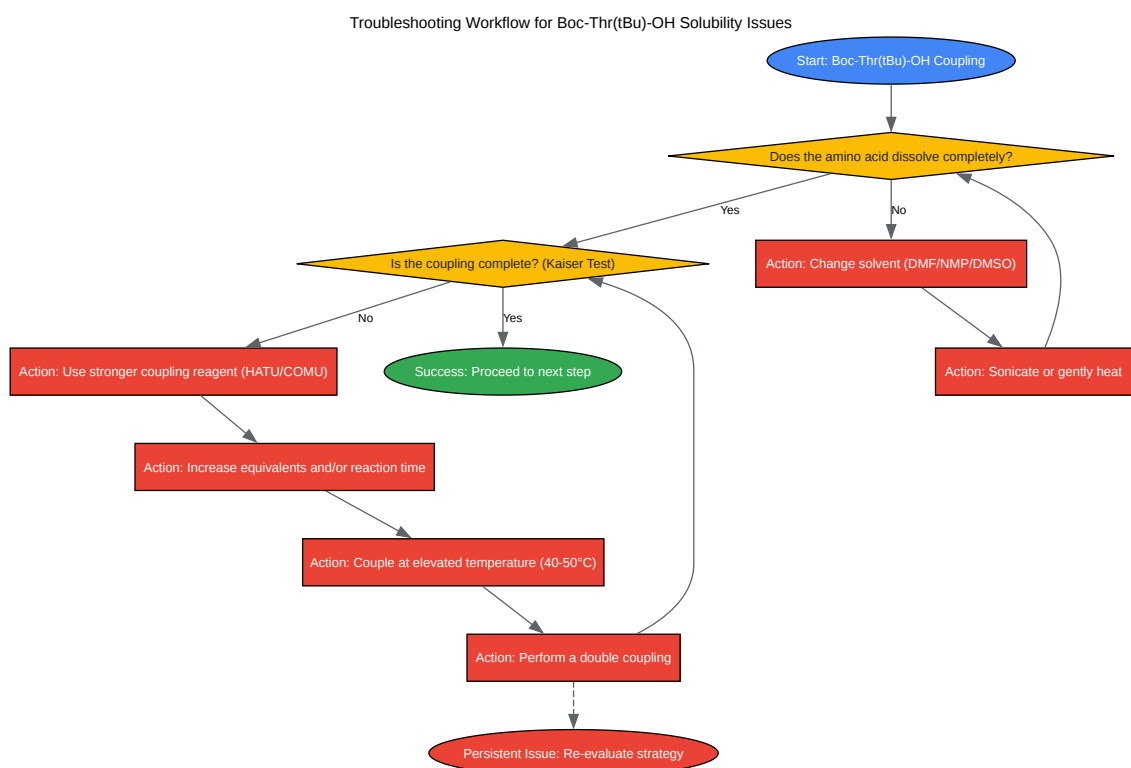 Troubleshooting Workflow for Boc-Thr(tBu)-OH Solubility Issues
Start: Boc-Thr(tBu)-OH Coupling
Does the amino acid dissolve completely?
Yes
No
Is the coupling complete? (Kaiser Test)
Action: Change solvent (DMF/NMP/DMSO)
No
Yes
Action: Use stronger coupling reagent (HATU/COMU)
Success: Proceed to next step
Action: Sonicate or gently heat
Action: Increase equivalents and/or reaction time
Action: Couple at elevated temperature (40-50°C)
Action: Perform a double coupling
Persistent Issue: Re-evaluate strategy